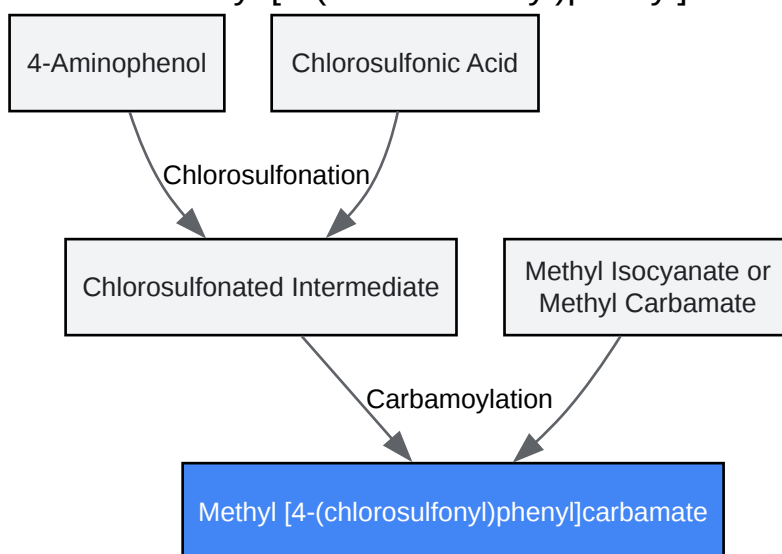 4-Aminophenol
Chlorosulfonic Acid
Chlorosulfonation
Chlorosulfonated Intermediate
Methyl Isocyanate or
Methyl Carbamate
Carbamoylation
Methyl [4-(chlorosulfonyl)phenyl]carbamate